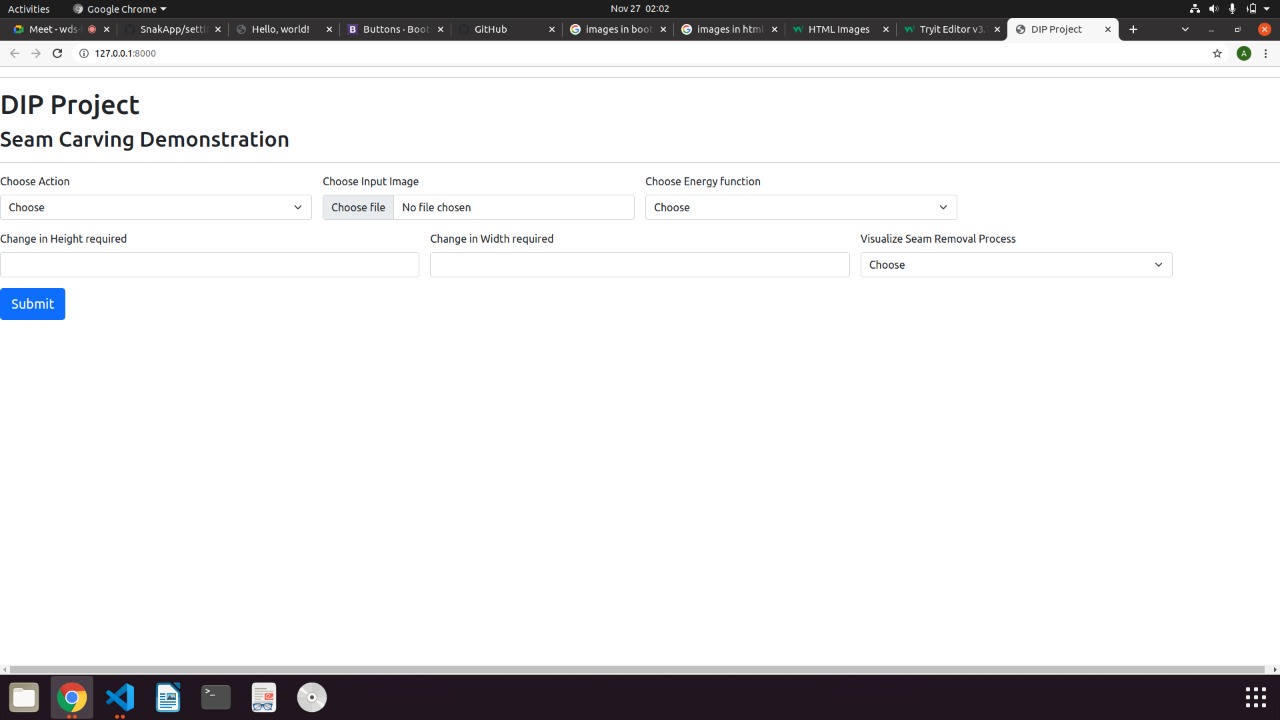 Activities Google Chrome Nov 27 02:02
Meet - wds- SnakApp/setti Hello, world! Buttons · Boot GitHub images in boot images in html HTML Images Tryit Editor v3. DIP Project
127.0.0.1:8000 A
DIP Project
Seam Carving Demonstration
Choose Action Choose Input Image Choose Energy function
Choose Choose file No file chosen Choose
Change in Height required Change in Width required Visualize Seam Removal Process
Choose
Submit